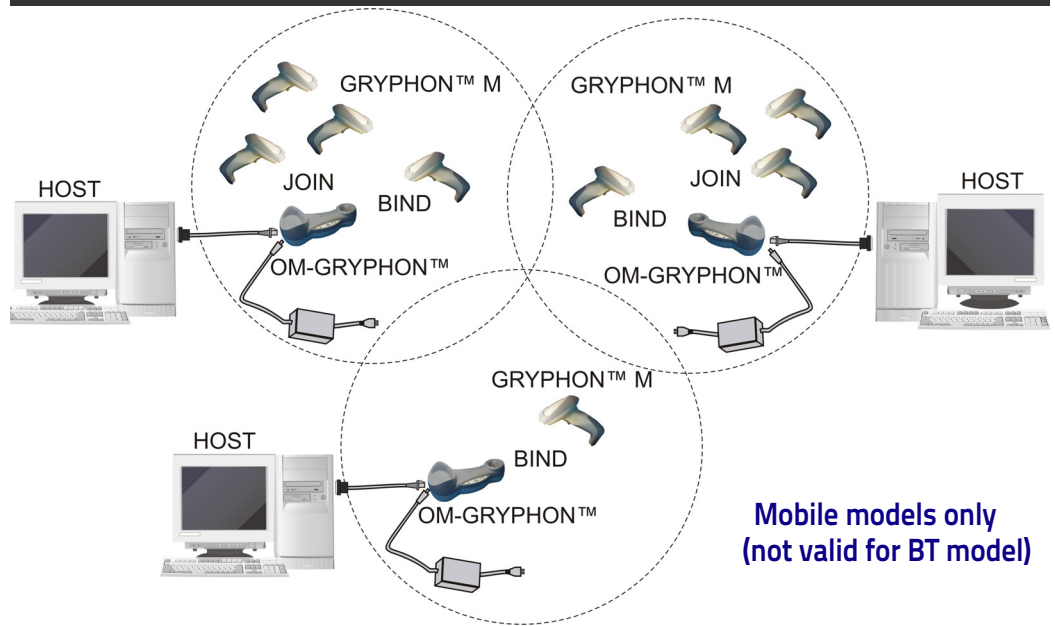 GRYPHON™ M
JOIN
BIND
HOST
OM-GRYPHON™
GRYPHON™ M
JOIN
BIND
HOST
OM-GRYPHON™
GRYPHON™ M
BIND
HOST
OM-GRYPHON™
Mobile models only
(not valid for BT model)